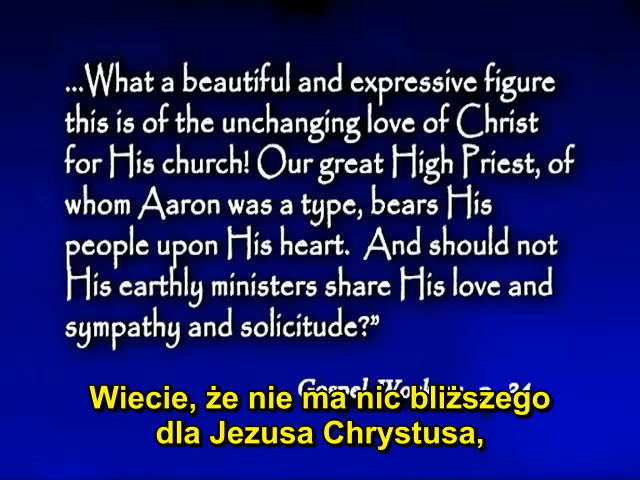 ...What a beautiful and expressive figure
this is of the unchanging love of Christ
for His church! Our great High Priest, of
whom Aaron was a type, bears His
people upon His heart. And should not
His earthly ministers share His love and
sympathy and solicitude?"
Gospel
Wiecie, że nie ma nic bliższego
dla Jezusa Chrystusa,